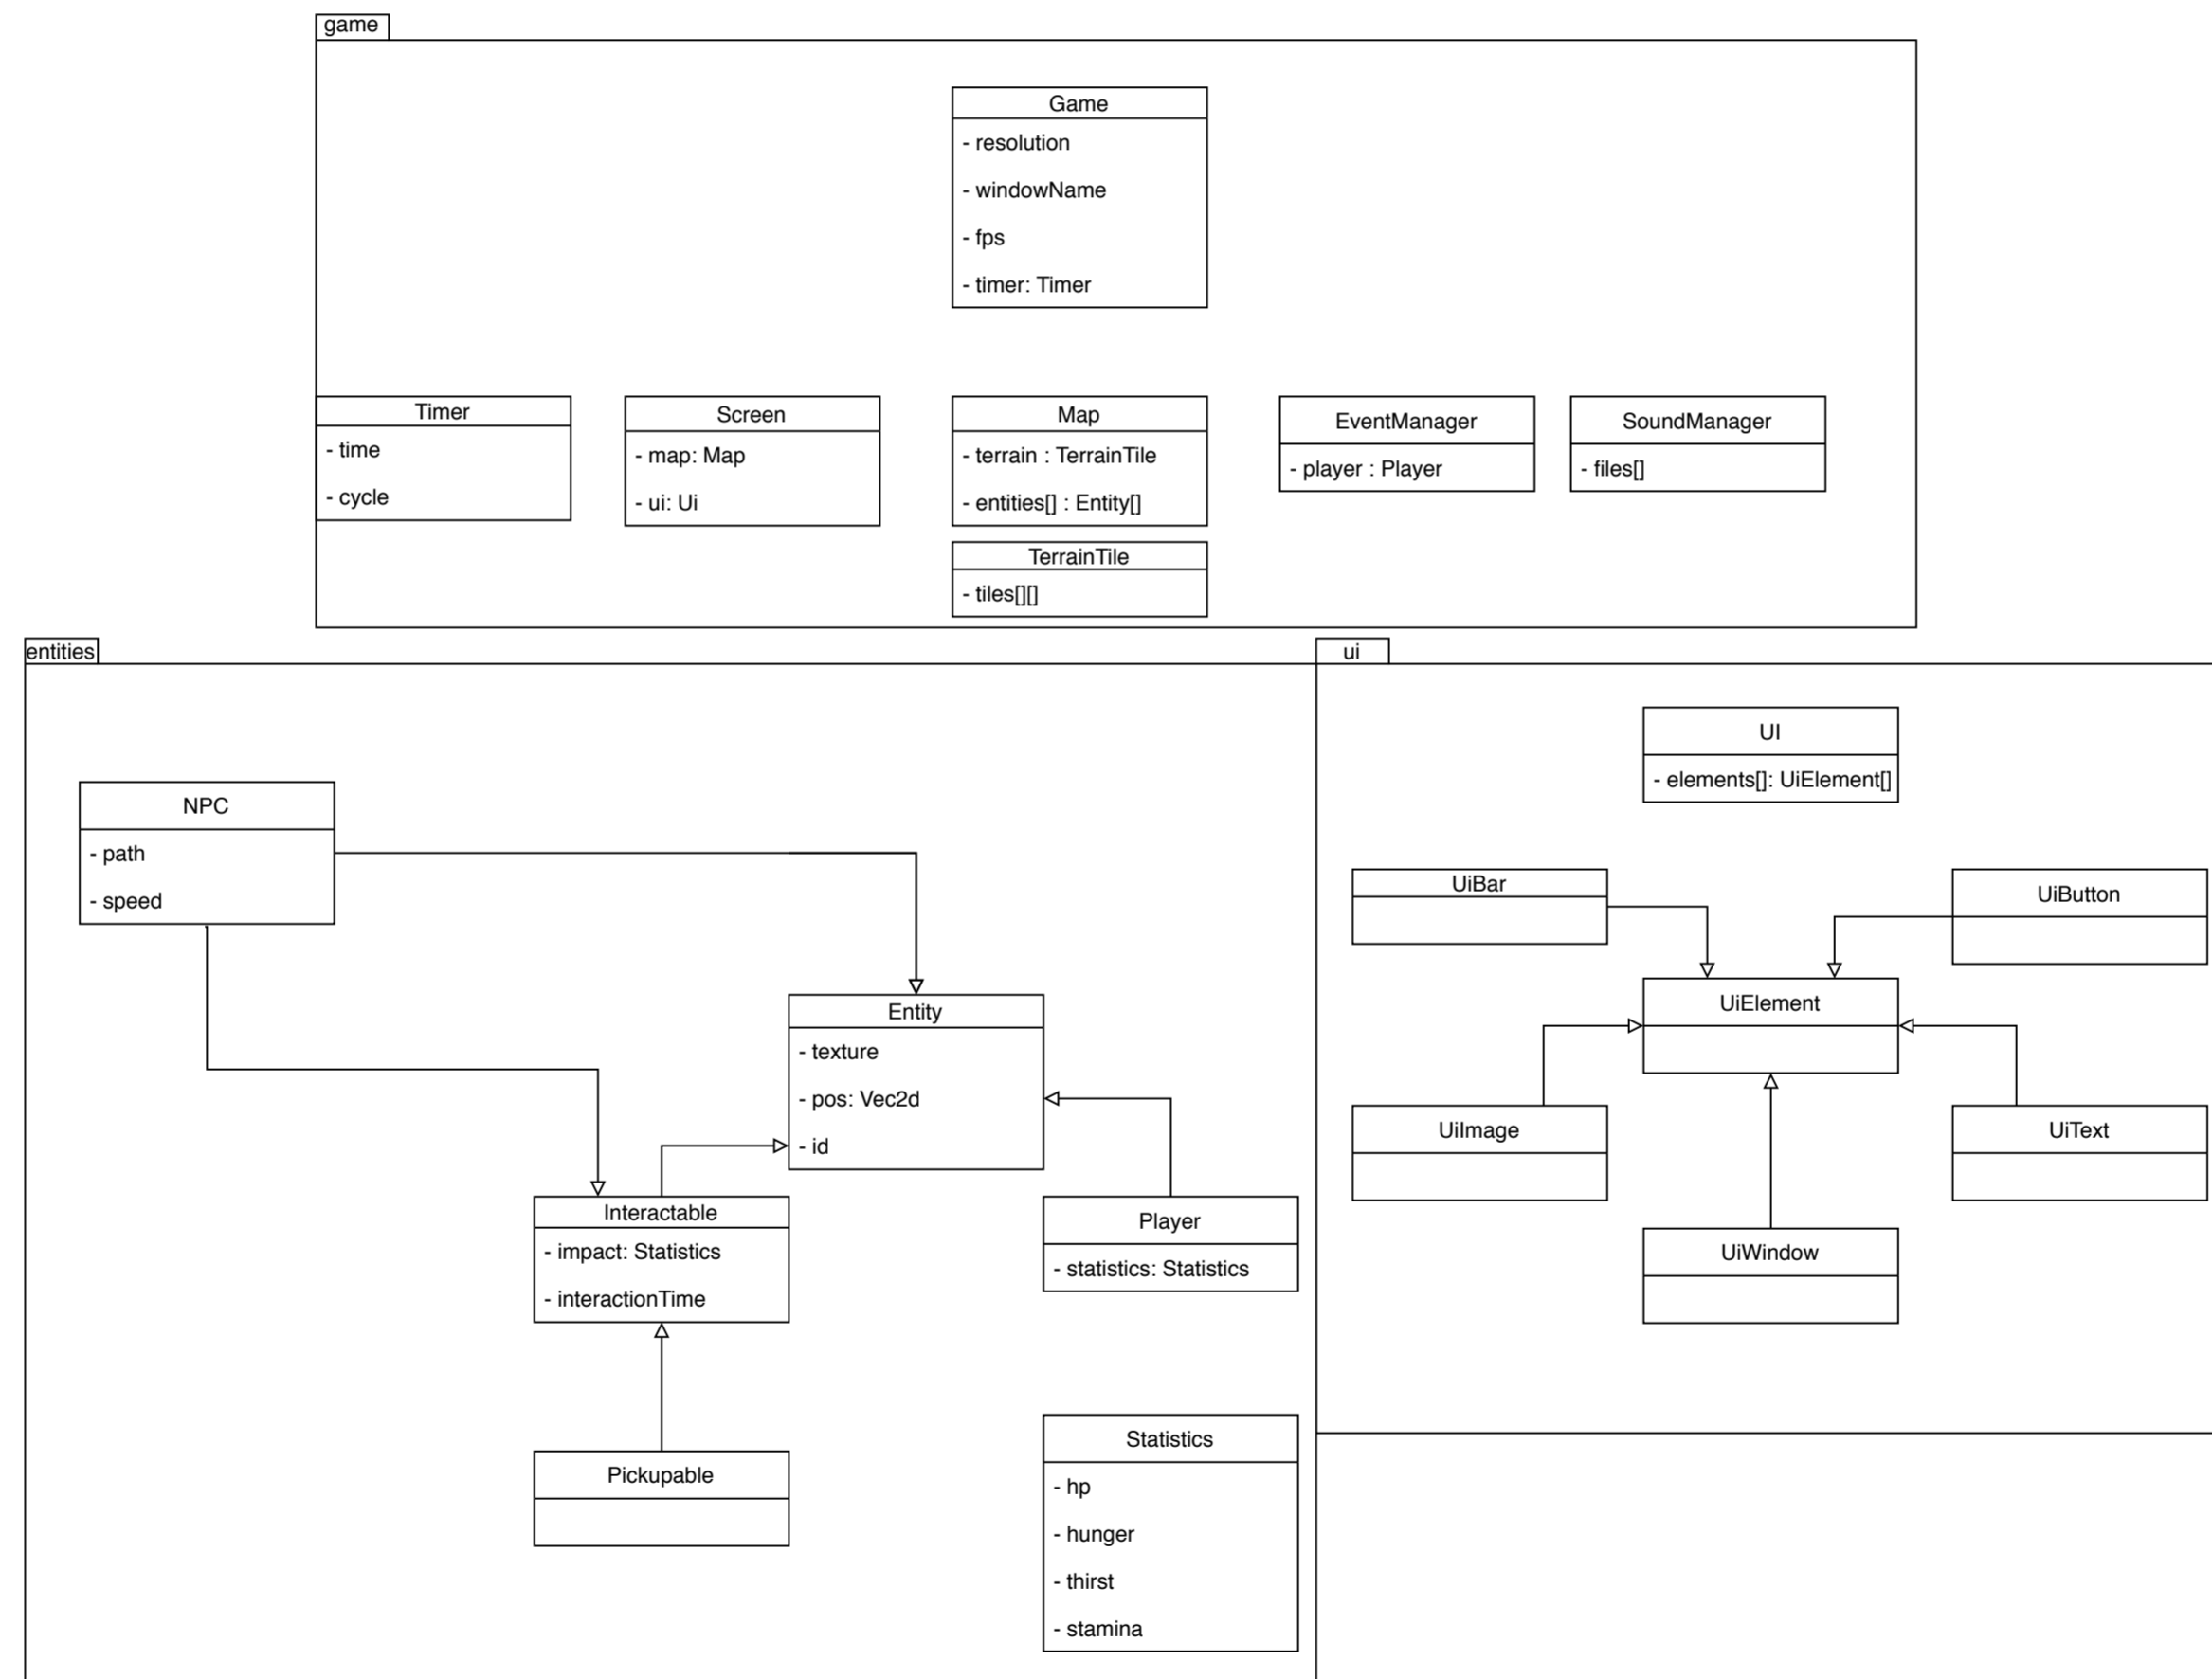 game
Game
- resolution
- windowName
- fps
- timer: Timer
Timer
- time
- cycle
Screen
- map: Map
- ui: Ui
Map
- terrain : TerrainTile
- entities[] : Entity[]
EventManager
- player : Player
SoundManager
- files[]
TerrainTile
- tiles[][]
entities
NPC
- path
- speed
Entity
- texture
- pos: Vec2d
- id
Interactable
- impact: Statistics
- interactionTime
Player
- statistics: Statistics
Pickupable
Statistics
- hp
- hunger
- thirst
- stamina
ui
UI
- elements[]: UiElement[]
UiBar
UiButton
UiElement
UiImage
UiText
UiWindow